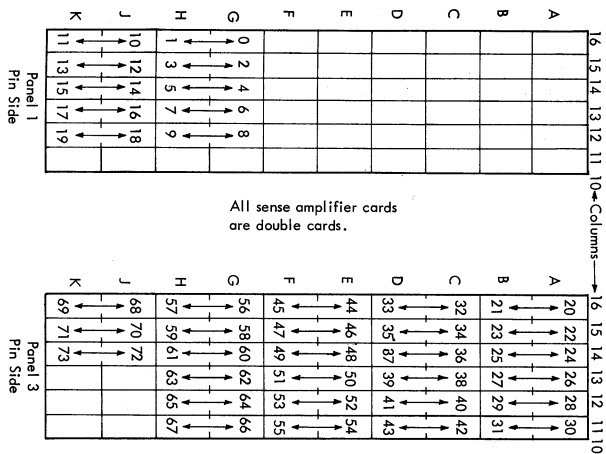 K J H G F E D C B A
11 ↔ 10 1 ↔ 0 16
13 ↔ 12 3 ↔ 2 15
15 ↔ 14 5 ↔ 4 14
17 ↔ 16 7 ↔ 6 13
19 ↔ 18 9 ↔ 8 12
11
10
Panel 1
Pin Side
←Columns→
All sense amplifier cards
are double cards.
K J H G F E D C B A
69 ↔ 68 57 ↔ 56 45 ↔ 44 33 ↔ 32 21 ↔ 20 16
71 ↔ 70 59 ↔ 58 47 ↔ 46 35 ↔ 34 23 ↔ 22 15
73 ↔ 72 61 ↔ 60 49 ↔ 48 87 ↔ 36 25 ↔ 24 14
63 ↔ 62 51 ↔ 50 39 ↔ 38 27 ↔ 26 13
65 ↔ 64 53 ↔ 52 41 ↔ 40 29 ↔ 28 12
67 ↔ 66 55 ↔ 54 43 ↔ 42 31 ↔ 30 11
10
Panel 3
Pin Side